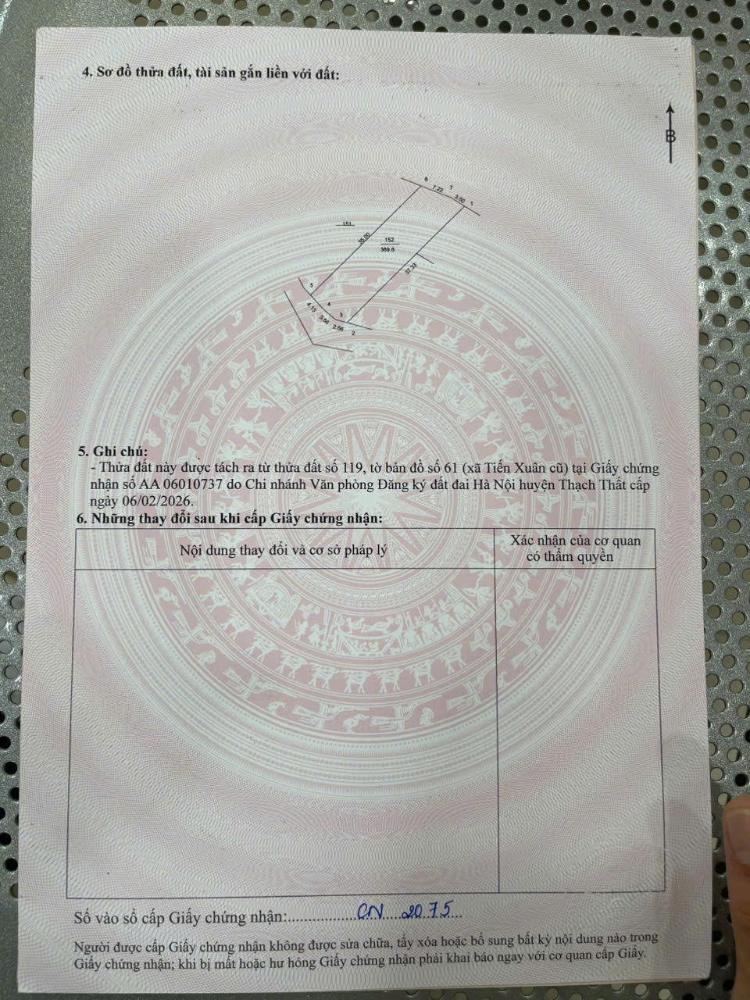 4. Sơ đồ thửa đất, tài sản gắn liền với đất:
B
6
7.22
7
3.50
1
151
35.00
152
369.6
37.33
5
4
3
4.13
3.56
2.66
2
5. Ghi chú:
- Thửa đất này được tách ra từ thửa đất số 119, tờ bản đồ số 61 (xã Tiến Xuân cũ) tại Giấy chứng
nhận số AA 06010737 do Chi nhánh Văn phòng Đăng ký đất đai Hà Nội huyện Thạch Thất cấp
ngày 06/02/2026.
6. Những thay đổi sau khi cấp Giấy chứng nhận:
Nội dung thay đổi và cơ sở pháp lý
Xác nhận của cơ quan
có thẩm quyền
Số vào sổ cấp Giấy chứng nhận:....................CN....2075...
Người được cấp Giấy chứng nhận không được sửa chữa, tẩy xóa hoặc bổ sung bất kỳ nội dung nào trong
Giấy chứng nhận; khi bị mất hoặc hư hỏng Giấy chứng nhận phải khai báo ngay với cơ quan cấp Giấy.